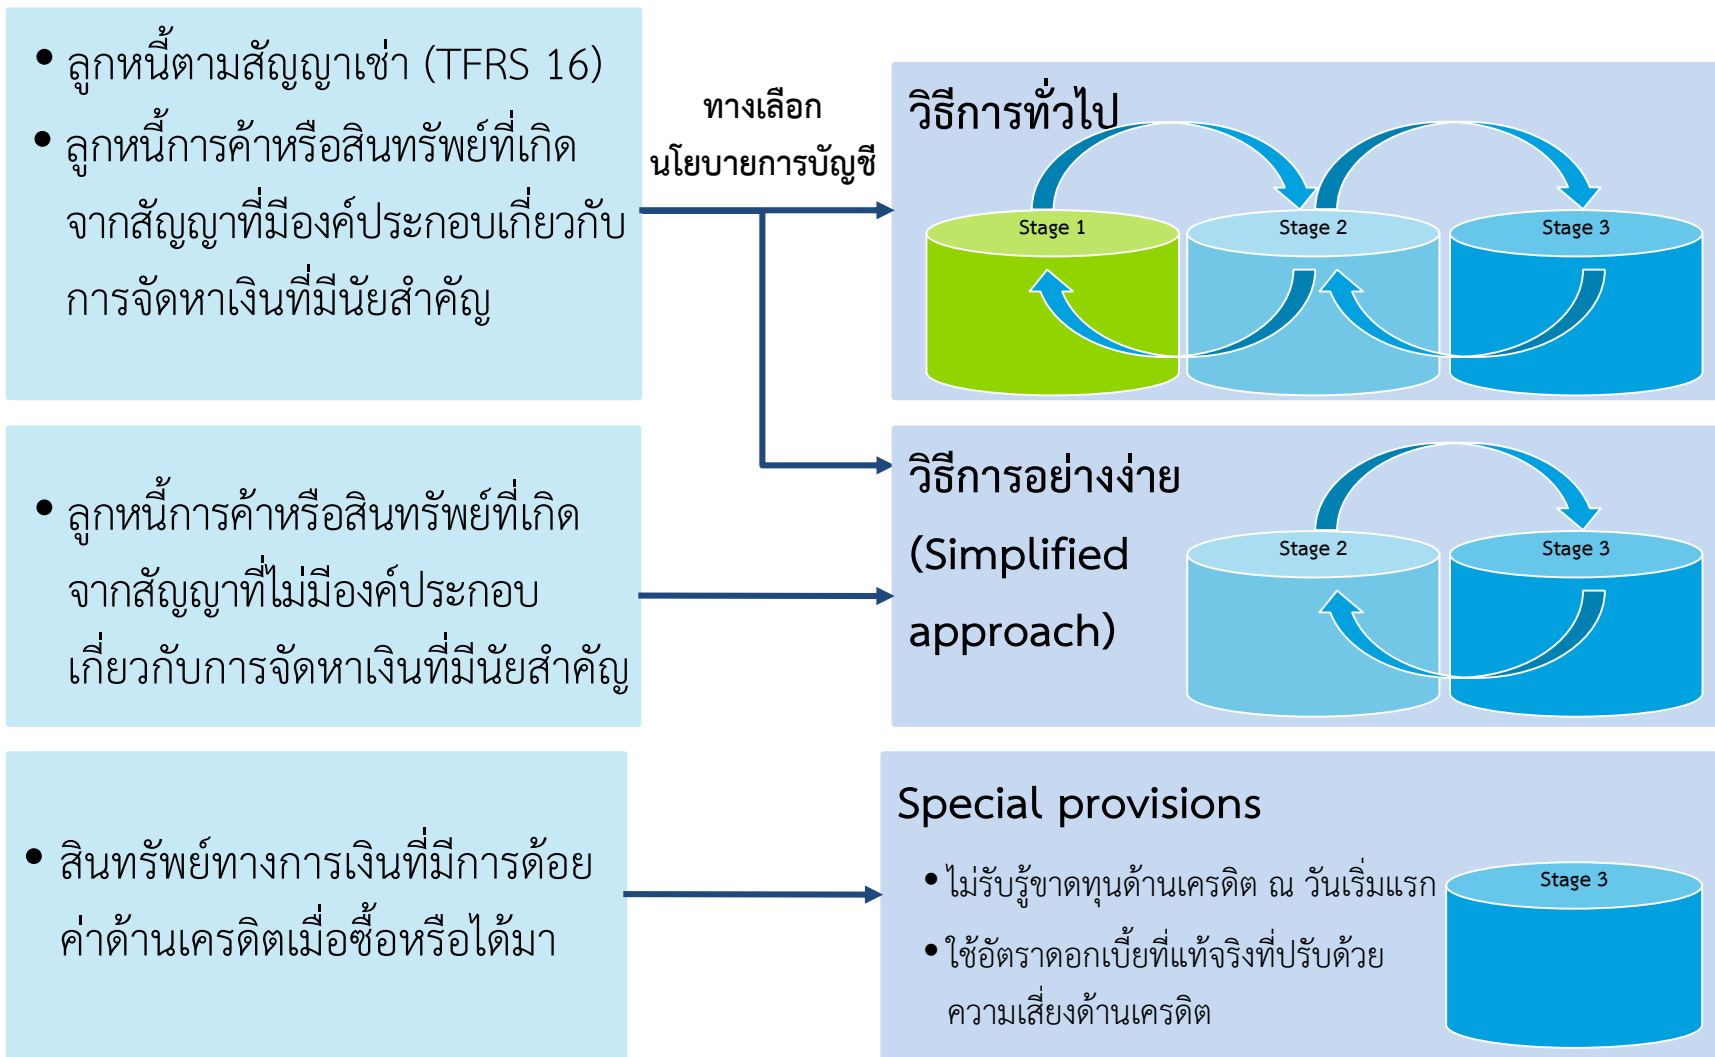 • ลูกหนี้ตามสัญญาเช่า (TFRS 16)
• ลูกหนี้การค้าหรือสินทรัพย์ที่เกิด
จากสัญญาที่มีองค์ประกอบเกี่ยวกับ
การจัดหาเงินที่มีนัยสำคัญ
ทางเลือก
นโยบายการบัญชี
วิธีการทั่วไป
Stage 1
Stage 2
Stage 3
• ลูกหนี้การค้าหรือสินทรัพย์ที่เกิด
จากสัญญาที่ไม่มีองค์ประกอบ
เกี่ยวกับการจัดหาเงินที่มีนัยสำคัญ
วิธีการอย่างง่าย
(Simplified
approach)
Stage 2
Stage 3
• สินทรัพย์ทางการเงินที่มีการด้อย
ค่าด้านเครดิตเมื่อซื้อหรือได้มา
Special provisions
• ไม่รับรู้ขาดทุนด้านเครดิต ณ วันเริ่มแรก
• ใช้อัตราดอกเบี้ยที่แท้จริงที่ปรับด้วย
ความเสี่ยงด้านเครดิต
Stage 3